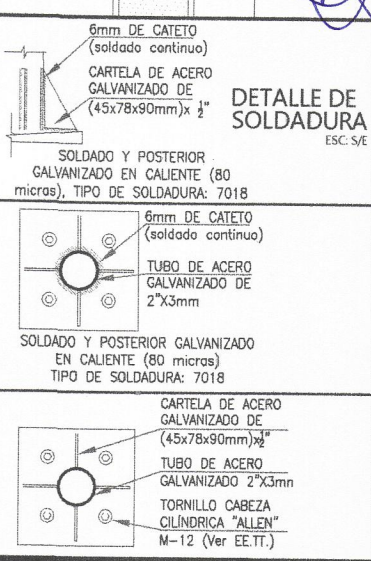 6mm DE CATETO
(soldado continuo)
CARTELA DE ACERO
GALVANIZADO DE
(45x78x90mm)x ½"
DETALLE DE
SOLDADURA
ESC: S/E
SOLDADO Y POSTERIOR
GALVANIZADO EN CALIENTE (80
micras), TIPO DE SOLDADURA: 7018
6mm DE CATETO
(soldado continuo)
TUBO DE ACERO
GALVANIZADO DE
2"X3mm
SOLDADO Y POSTERIOR GALVANIZADO
EN CALIENTE (80 micras)
TIPO DE SOLDADURA: 7018
CARTELA DE ACERO
GALVANIZADO DE
(45x78x90mm)x½"
TUBO DE ACERO
GALVANIZADO 2"X3mm
TORNILLO CABEZA
CILÍNDRICA "ALLEN"
M-12 (Ver EE.TT.)